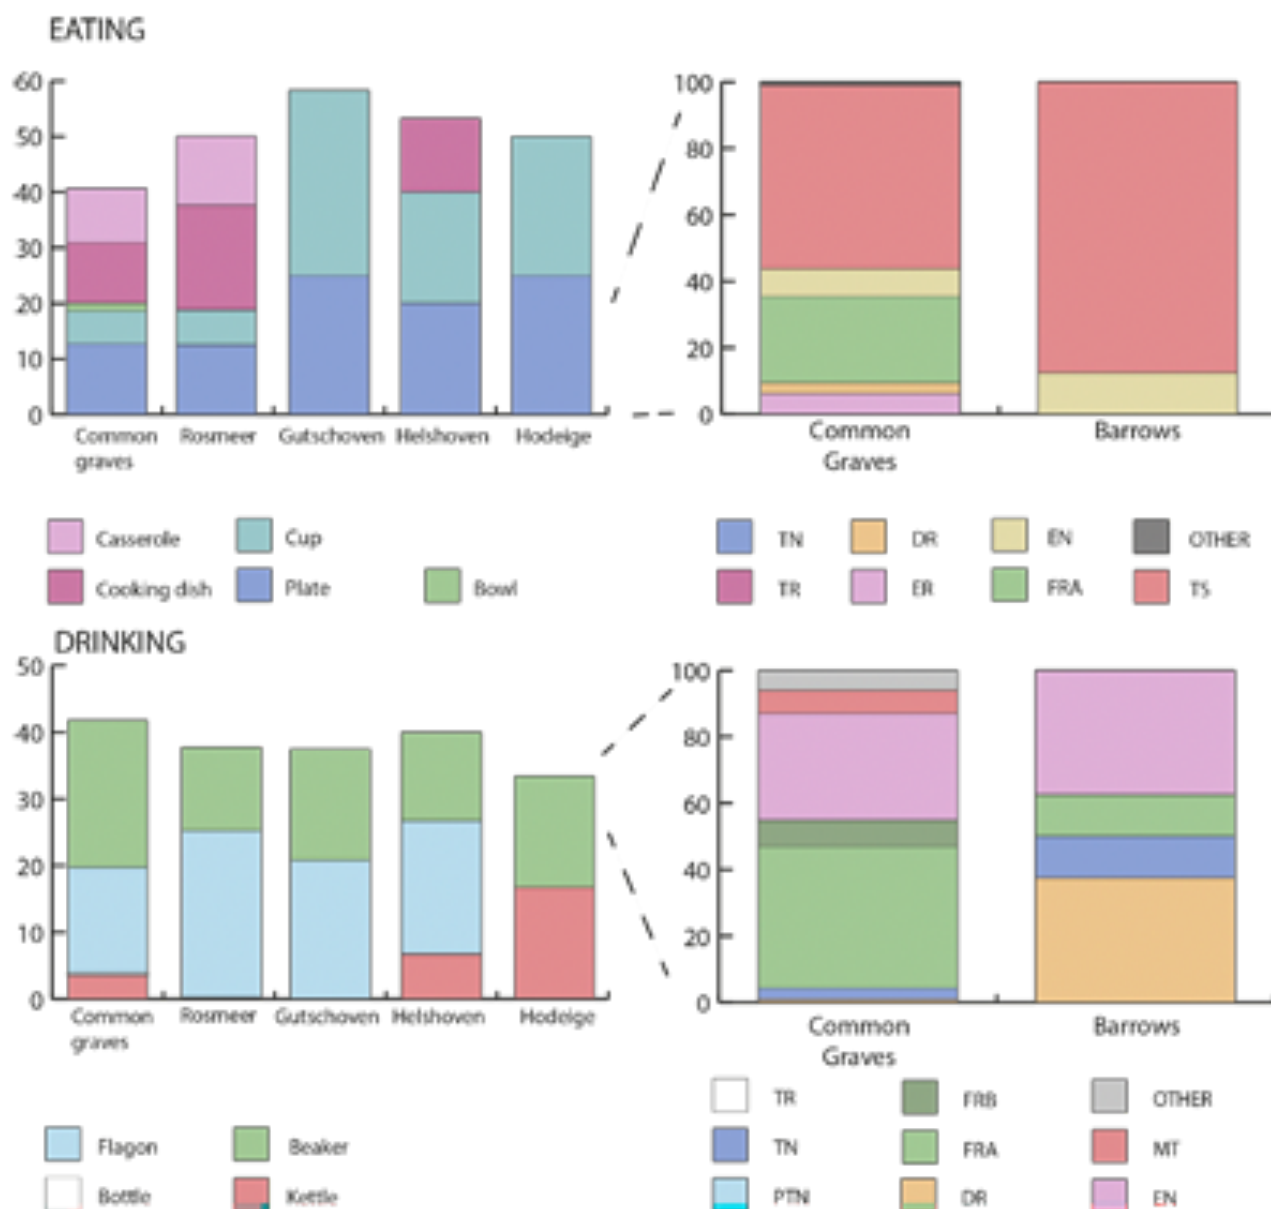 EATING
60
50
40
30
20
10
0
Common graves
Rosmeer
Gutschoven
Helshoven
Hodeige
100
80
60
40
20
0
Common Graves
Barrows
Casserole
Cup
Cooking dish
Plate
Bowl
TN
DR
EN
OTHER
TR
ER
FRA
TS
DRINKING
50
40
30
20
10
0
Common graves
Rosmeer
Gutschoven
Helshoven
Hodeige
100
80
60
40
20
0
Common Graves
Barrows
Flagon
Beaker
Bottle
Kettle
TR
FRB
OTHER
TN
FRA
MT
PTN
DR
EN